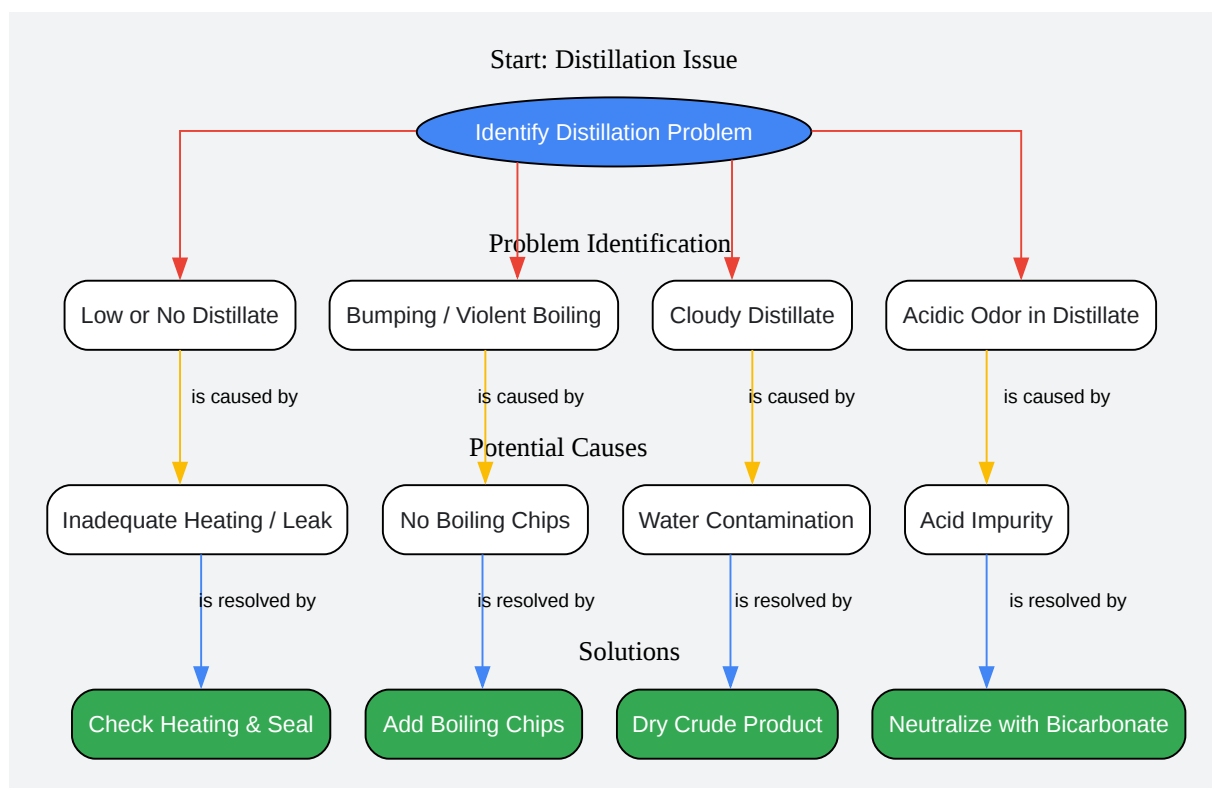 Start: Distillation Issue
Identify Distillation Problem
Problem Identification
Low or No Distillate
Bumping / Violent Boiling
Cloudy Distillate
Acidic Odor in Distillate
is caused by
is caused by
is caused by
is caused by
Potential Causes
Inadequate Heating / Leak
No Boiling Chips
Water Contamination
Acid Impurity
is resolved by
is resolved by
is resolved by
is resolved by
Solutions
Check Heating & Seal
Add Boiling Chips
Dry Crude Product
Neutralize with Bicarbonate